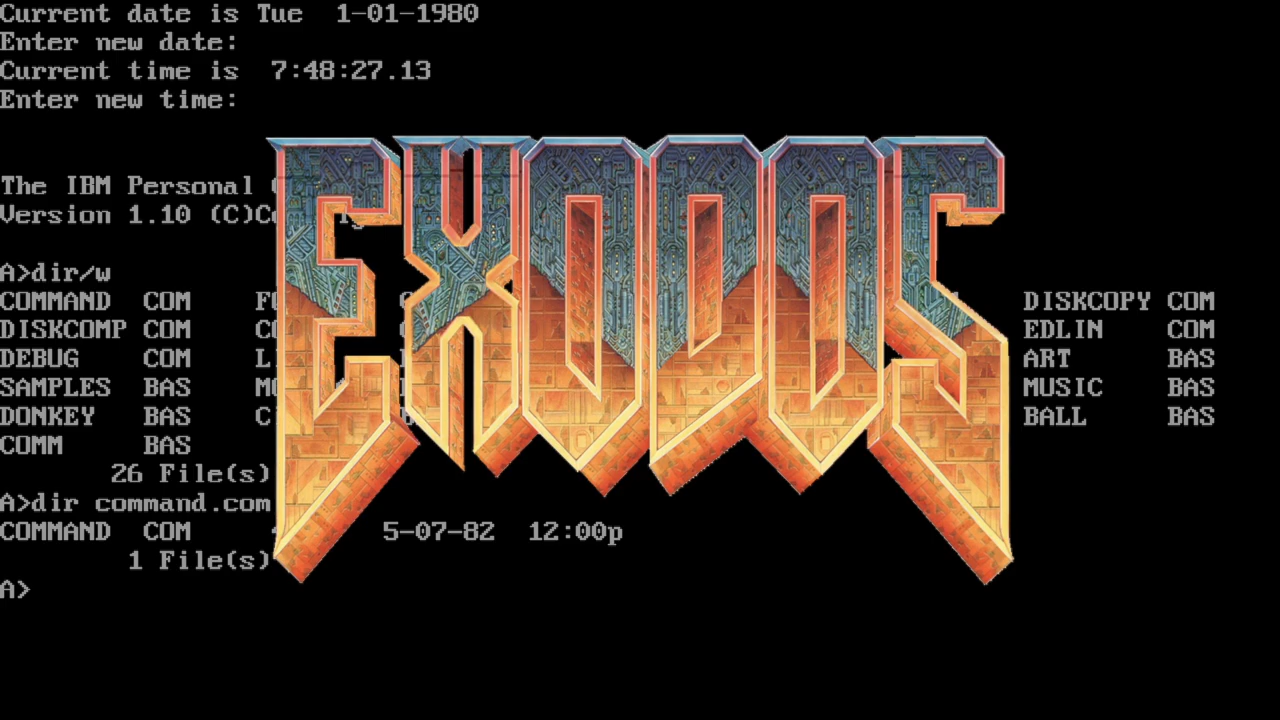 Current date is Tue  1-01-1980
Enter new date:
Current time is  7:48:27.13
Enter new time:
EXODOS
The IBM Personal
Version 1.10 (C)
A>dir/w
COMMAND  COM DISKCOPY COM
DISKCOMP COM EDLIN    COM
DEBUG    COM ART      BAS
SAMPLES  BAS MUSIC    BAS
DONKEY   BAS BALL     BAS
COMM     BAS
26 File(s)
A>dir command.com
COMMAND  COM 5-07-82  12:00p
1 File(s)
A>